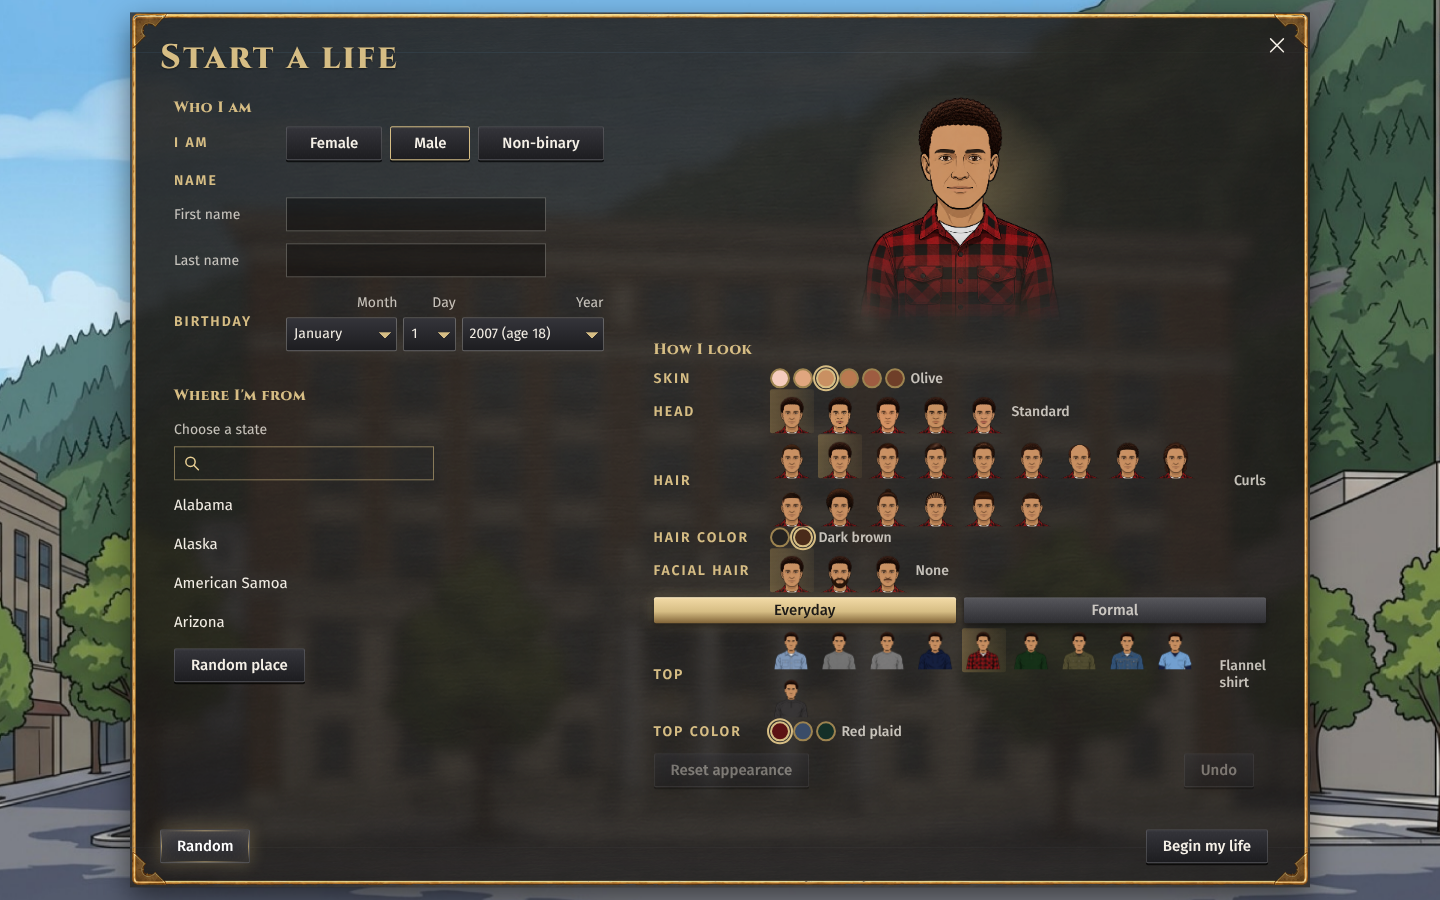 START A LIFE
WHO I AM
I AM
Female
Male
Non-binary
NAME
First name
Last name
Month
Day
Year
BIRTHDAY
January
1
2007 (age 18)
WHERE I'M FROM
Choose a state
Alabama
Alaska
American Samoa
Arizona
Random place
HOW I LOOK
SKIN
Olive
HEAD
Standard
HAIR
Curls
HAIR COLOR
Dark brown
FACIAL HAIR
None
Everyday
Formal
TOP
Flannel
shirt
TOP COLOR
Red plaid
Reset appearance
Undo
Random
Begin my life